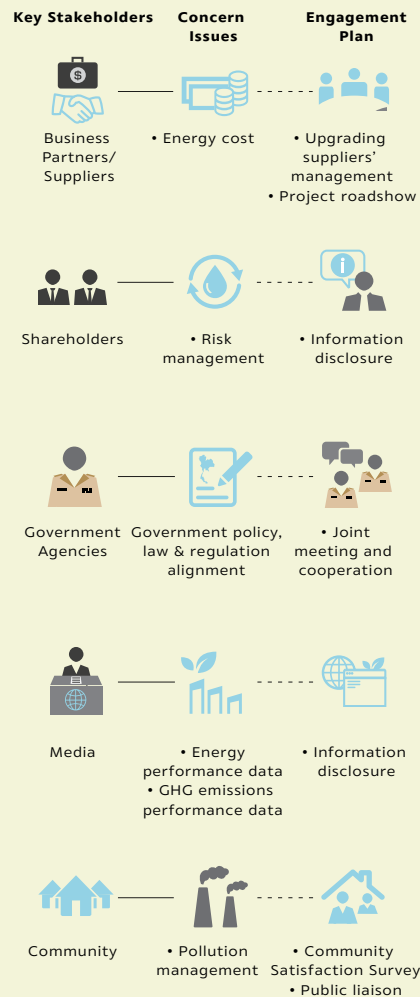 Key Stakeholders
Concern
Issues
Engagement
Plan
$
Business
Partners/
Suppliers
• Energy cost
• Upgrading
suppliers'
management
• Project roadshow
i
Shareholders
• Risk
management
• Information
disclosure
Government
Agencies
Government policy,
law & regulation
alignment
• Joint
meeting and
cooperation
Media
• Energy
performance data
• GHG emissions
performance data
• Information
disclosure
Community
• Pollution
management
• Community
Satisfaction Survey
• Public liaison